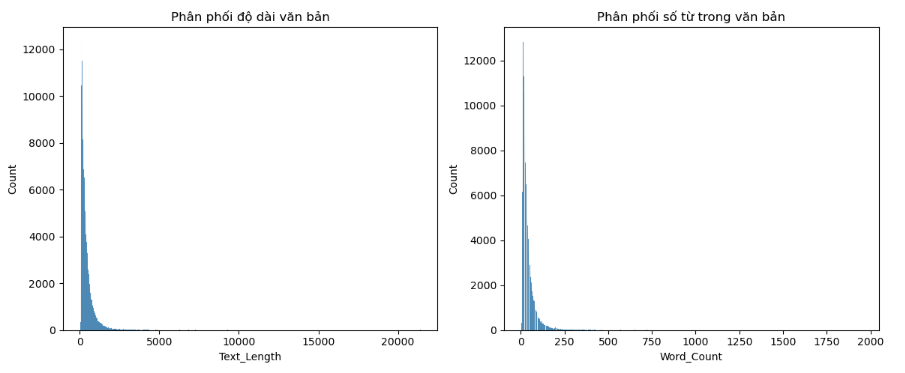 Phân phối độ dài văn bản
12000
10000
8000
6000
4000
2000
0
Count
0 5000 10000 15000 20000
Text_Length
Phân phối số từ trong văn bản
12000
10000
8000
6000
4000
2000
0
Count
0 250 500 750 1000 1250 1500 1750 2000
Word_Count